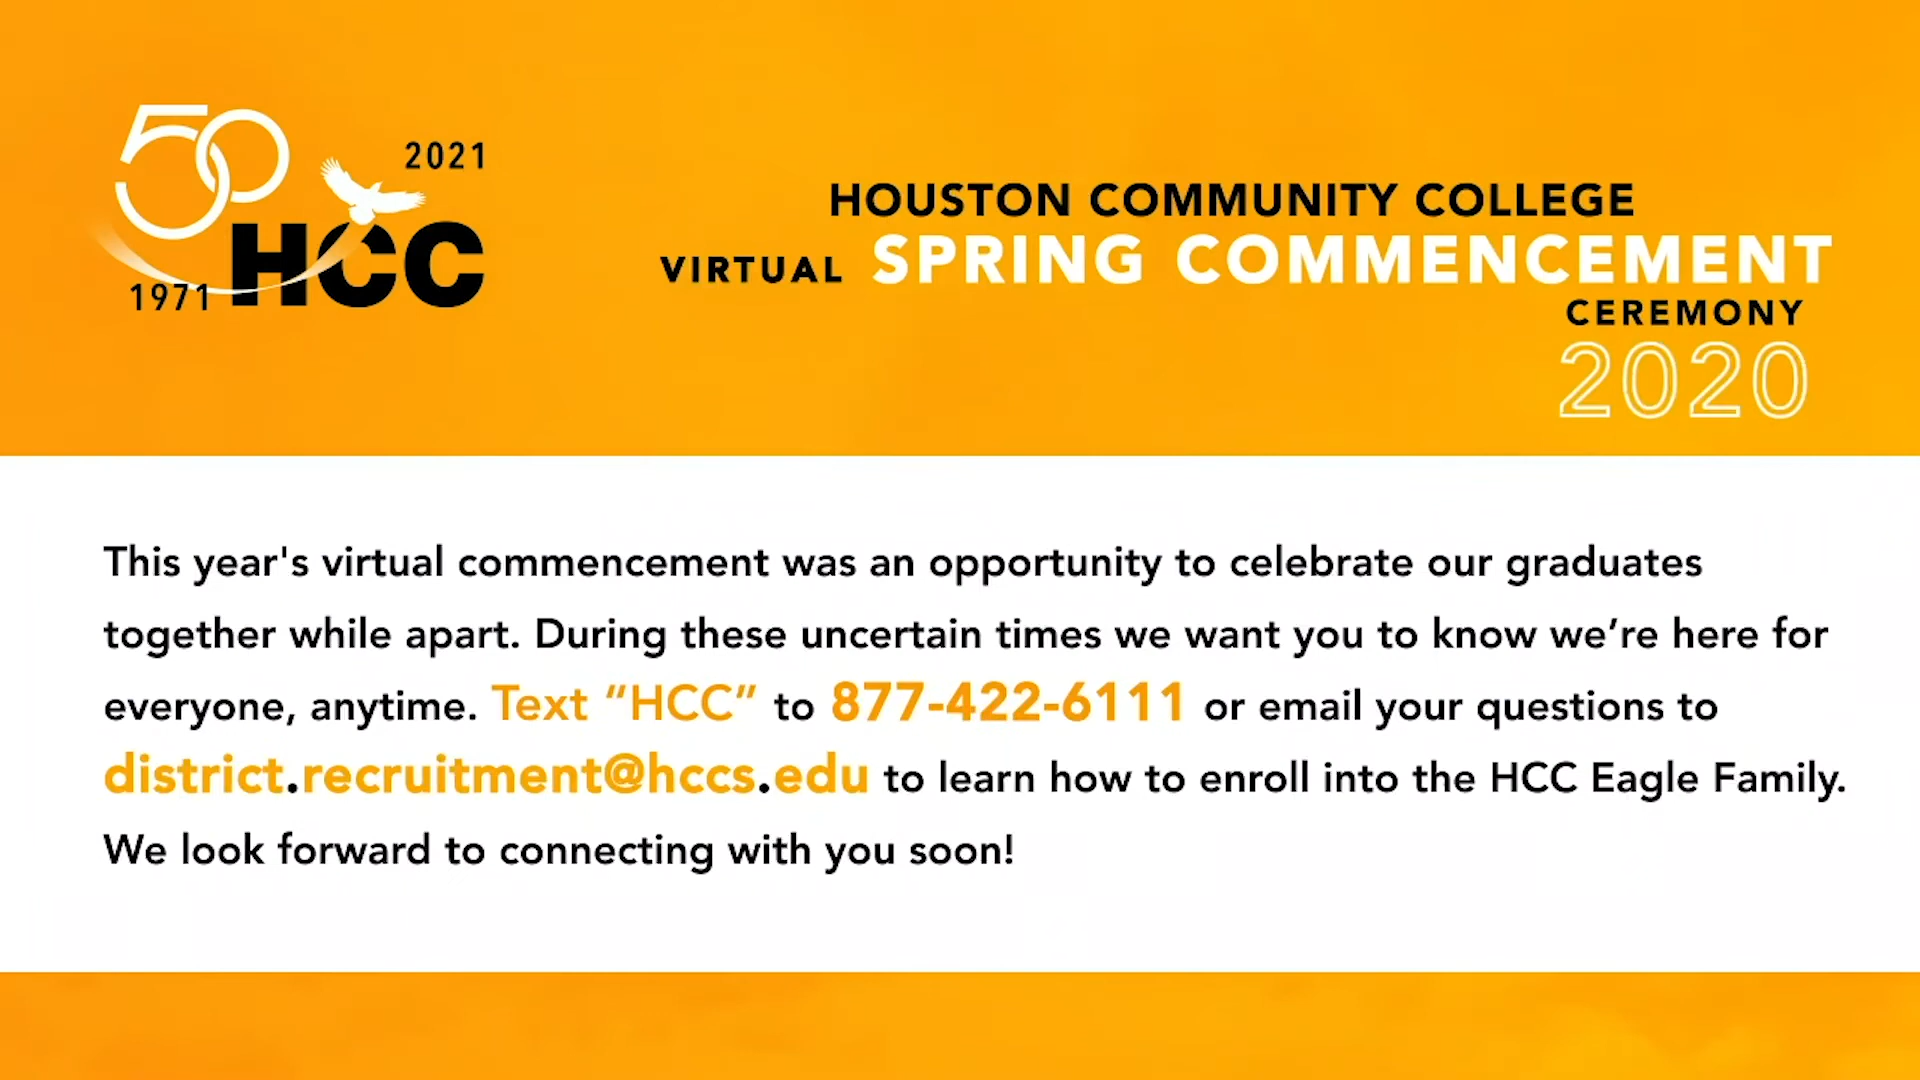 50
2021
HCC
1971
HOUSTON COMMUNITY COLLEGE
VIRTUAL SPRING COMMENCEMENT
CEREMONY
2020
This year's virtual commencement was an opportunity to celebrate our graduates
together while apart. During these uncertain times we want you to know we’re here for
everyone, anytime. Text “HCC” to 877-422-6111 or email your questions to
district.recruitment@hccs.edu to learn how to enroll into the HCC Eagle Family.
We look forward to connecting with you soon!